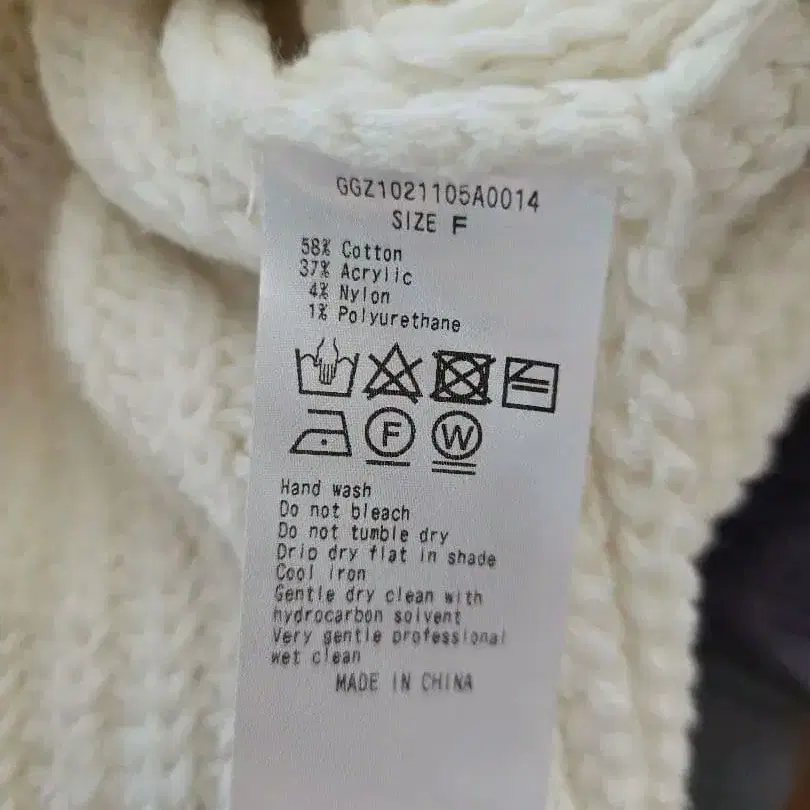 GGZ1021105A0014
SIZE F
58% Cotton
37% Acrylic
4% Nylon
1% Polyurethane
F W
Hand wash
Do not bleach
Do not tumble dry
Drip dry flat in shade
Cool iron
Gentle dry clean with
hydrocarbon solvent
Very gentle professional
wet clean
MADE IN CHINA